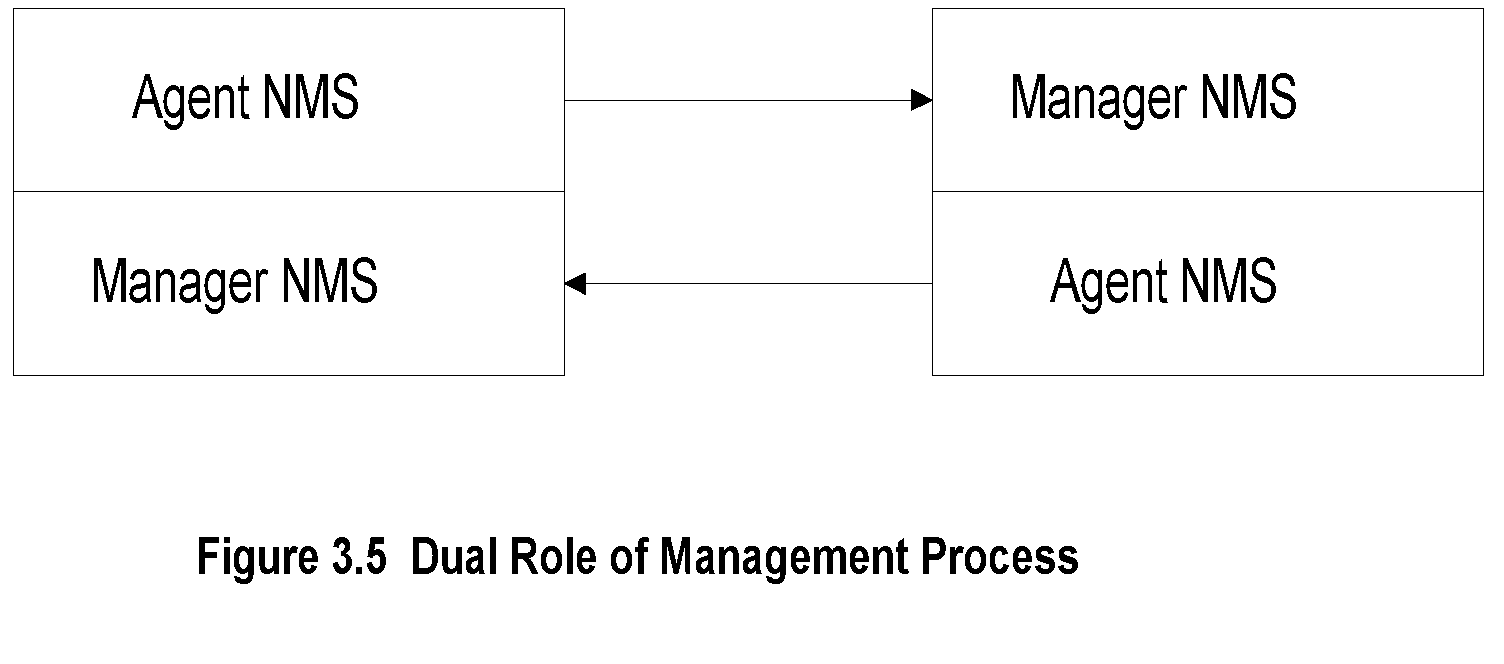 Agent NMS
Manager NMS
Manager NMS
Agent NMS
Figure 3.5 Dual Role of Management Process